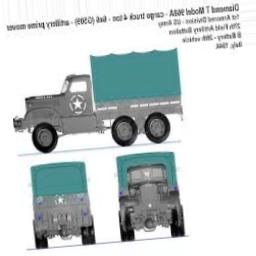 Diamond T Model 968A - cargo truck 4 ton - 6x6 (G509) - artillery prime mover
1st Armored Division - US Army
27th Field Artillery Battalion
B Battery - 28th vehicle
Italy, 1944